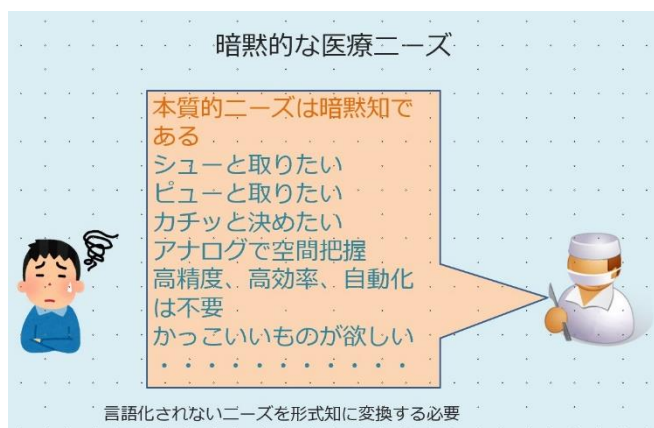 暗黙的な医療ニーズ
本質的ニーズは暗黙知で
ある
シューと取りたい
ピューと取りたい
カチッと決めたい
アナログで空間把握
高精度、高効率、自動化
は不要
かっこいいものが欲しい
・・・・・・・・・・・
言語化されないニーズを形式知に変換する必要